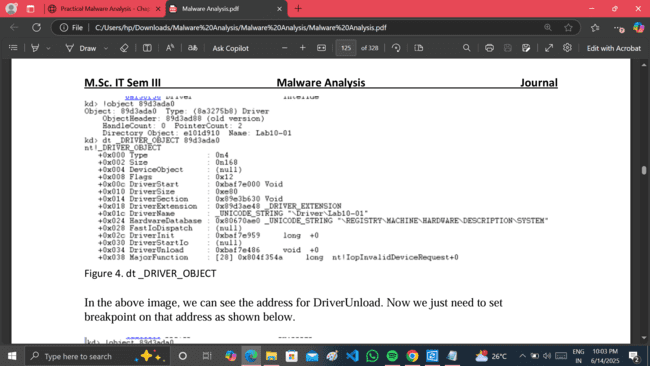 Practical Malware Analysis - Goo
Malware Analysis.pdf
File
C:/Users/hp/Downloads/Malware%20Analysis/Malware%20Analysis/Malware%20Analysis.pdf
Draw
Ask Copilot
125
of 328
Edit with Acrobat
M.Sc. IT Sem III Malware Analysis Journal
kd> !object 89d3ada0
Object: 89d3ada0 Type: (8a3275b8) Driver
ObjectHeader: 89d3ad88 (old version)
HandleCount: 0 PointerCount: 2
Directory Object: e101d910 Name: Lab10-01
kd> dt _DRIVER_OBJECT 89d3ada0
nt!_DRIVER_OBJECT
+0x000 Type : 0n4
+0x002 Size : 0n168
+0x004 DeviceObject : (null)
+0x008 Flags : 0x12
+0x00c DriverStart : 0xbaf7e000 Void
+0x010 DriverSize : 0xe80
+0x014 DriverSection : 0x89e3b630 Void
+0x018 DriverExtension : 0x89d3ae48 _DRIVER_EXTENSION
+0x01c DriverName : _UNICODE_STRING "\Driver\Lab10-01"
+0x024 HardwareDatabase : 0x80670ae0 _UNICODE_STRING "\REGISTRY\MACHINE\HARDWARE\DESCRIPTION\SYSTEM"
+0x028 FastIoDispatch : (null)
+0x02c DriverInit : 0xbaf7e959 long +0
+0x030 DriverStartIo : (null)
+0x034 DriverUnload : 0xbaf7e486 void +0
+0x038 MajorFunction : [28] 0x804f354a long nt!IopInvalidDeviceRequest+0
Figure 4. dt _DRIVER_OBJECT
In the above image, we can see the address for DriverUnload. Now we just need to set
breakpoint on that address as shown below.
kd> !object 89d3ada0
Type here to search
26°C
ENG
IN
10:03 PM
6/14/2025